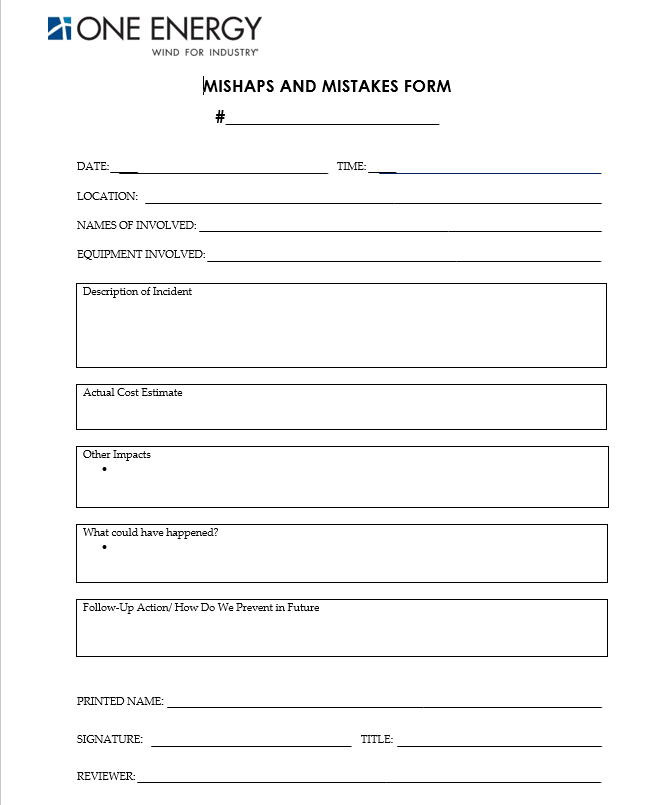 ONE ENERGY
WIND FOR INDUSTRY
MISHAPS AND MISTAKES FORM
#
DATE: TIME:
LOCATION:
NAMES OF INVOLVED:
EQUIPMENT INVOLVED:
Description of Incident
Actual Cost Estimate
Other Impacts
•
What could have happened?
•
Follow-Up Action/ How Do We Prevent in Future
PRINTED NAME:
SIGNATURE: TITLE:
REVIEWER: